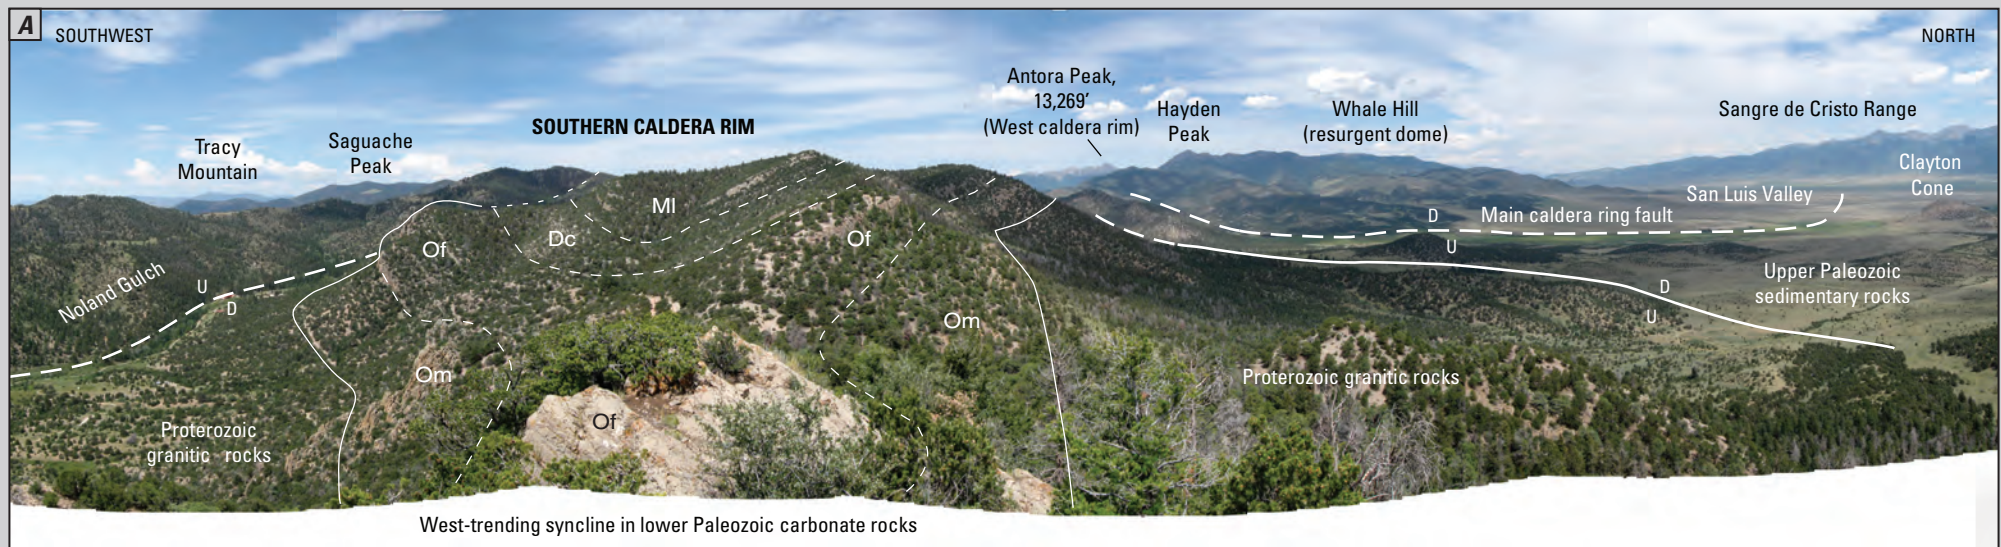 A
SOUTHWEST
NORTH
Antora Peak,
13,269′
(West caldera rim)
Hayden
Peak
Whale Hill
(resurgent dome)
Sangre de Cristo Range
SOUTHERN CALDERA RIM
Saguache
Peak
Tracy
Mountain
Clayton
Cone
San Luis Valley
Main caldera ring fault
D
U
Ml
Dc
Of
Of
Noland Gulch
U
D
Upper Paleozoic
sedimentary rocks
D
U
Om
Om
Proterozoic granitic rocks
Of
Proterozoic
granitic rocks
West-trending syncline in lower Paleozoic carbonate rocks